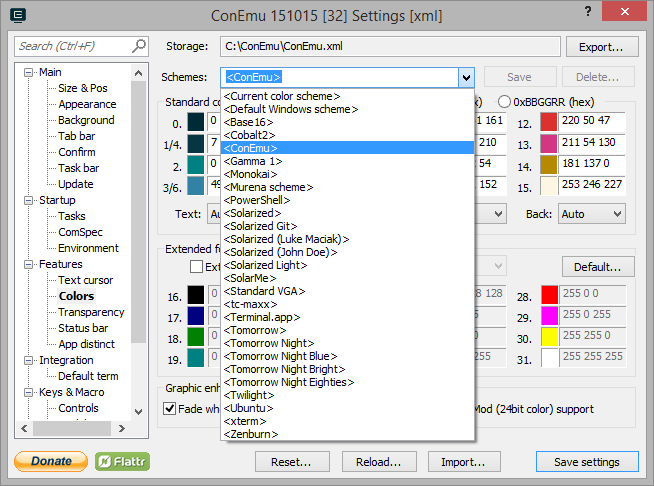 ConEmu 151015 [32] Settings [xml]
?
Search (Ctrl+F)
Storage:
C:\ConEmu\ConEmu.xml
Export...
Schemes:
<ConEmu>
Save
Delete...
Main
Size & Pos
Appearance
Background
Tab bar
Confirm
Task bar
Update
Startup
Tasks
ComSpec
Environment
Features
Text cursor
Colors
Transparency
Status bar
App distinct
Integration
Default term
Keys & Macro
Controls
<Current color scheme>
<Default Windows scheme>
<Base16>
<Cobalt2>
<ConEmu>
<Gamma 1>
<Monokai>
<Murena scheme>
<PowerShell>
<Solarized>
<Solarized Git>
<Solarized (Luke Maciak)>
<Solarized (John Doe)>
<Solarized Light>
<SolarMe>
<Standard VGA>
<tc-maxx>
<Terminal.app>
<Tomorrow>
<Tomorrow Night>
<Tomorrow Night Blue>
<Tomorrow Night Bright>
<Tomorrow Night Eighties>
<Twilight>
<Ubuntu>
<xterm>
<Zenburn>
Standard co
x)
0xBBGGRR (hex)
0. 0
1 161
12. 220 50 47
1/4. 7
210
13. 211 54 130
2. 0
54
14. 181 137 0
3/6. 49
152
15. 253 246 227
Text: Au
Back: Auto
Extended fo
Ext
Default...
16. 0
8 128
28. 255 0 0
17. 0
29. 255 0 255
18. 0
30. 255 255 0
19. 0
31. 255 255 255
Graphic enh
Fade whe
Mod (24bit color) support
Donate
Flattr
Reset...
Reload...
Import...
Save settings